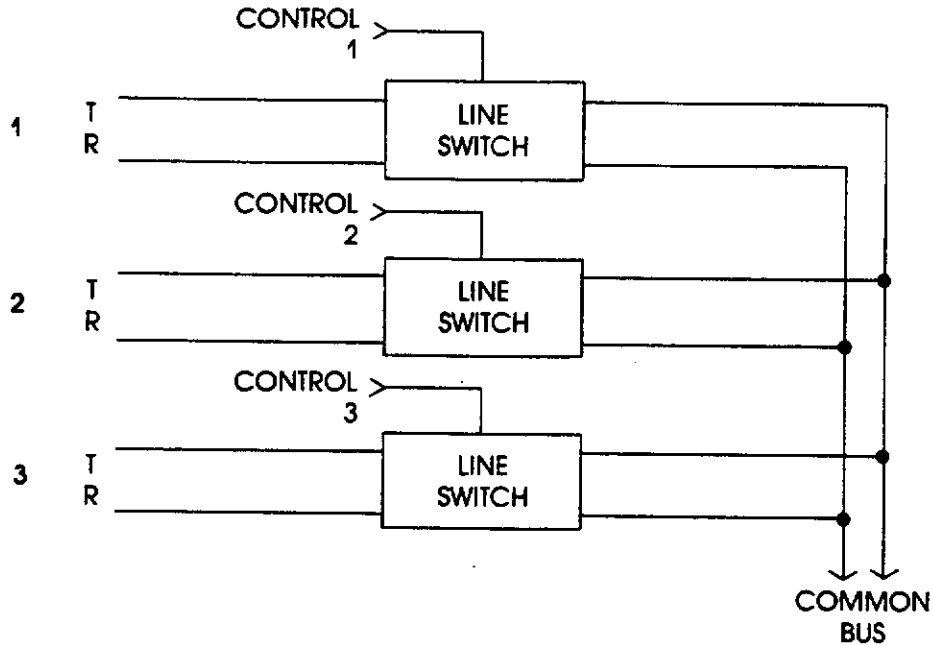 CONTROL
1
1
T
R
LINE
SWITCH
CONTROL
2
2
T
R
LINE
SWITCH
CONTROL
3
3
T
R
LINE
SWITCH
COMMON
BUS